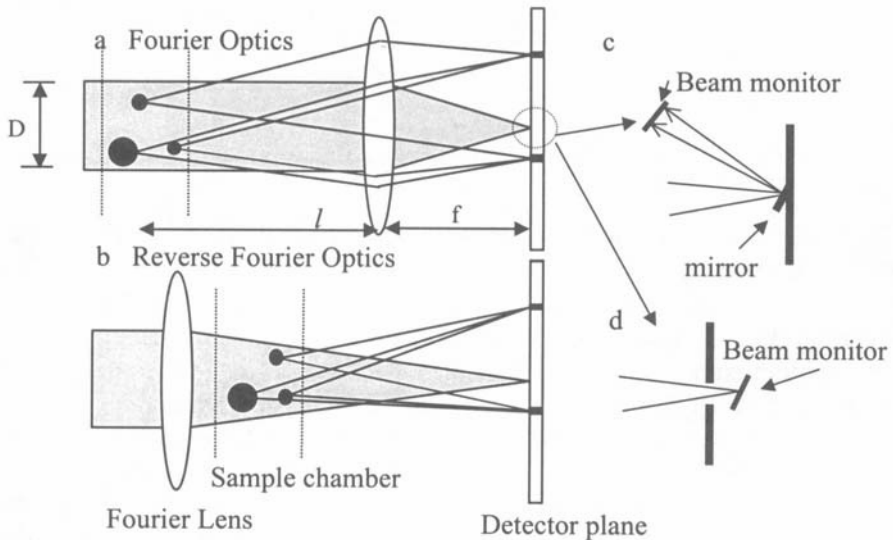 a Fourier Optics
c
Beam monitor
D
l
f
mirror
b Reverse Fourier Optics
d
Beam monitor
Sample chamber
Fourier Lens
Detector plane